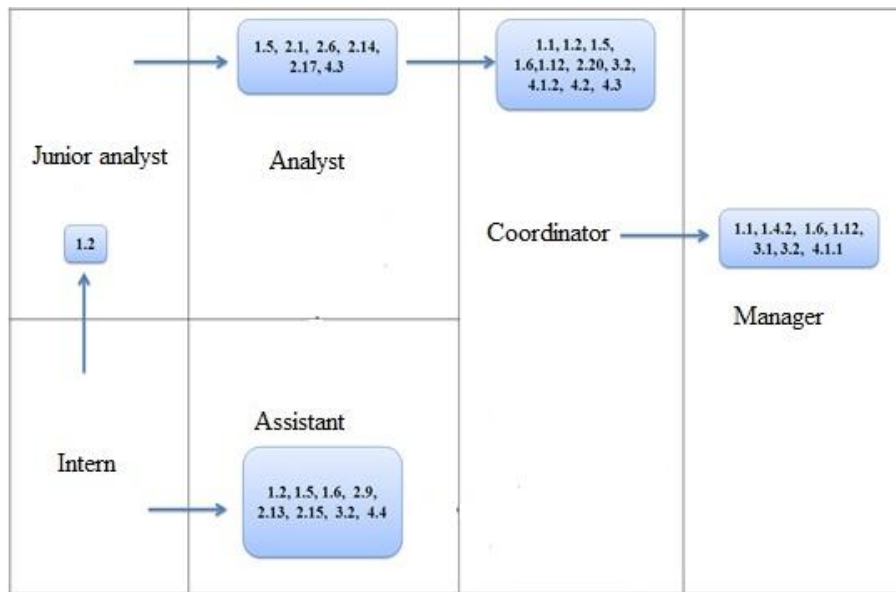 1.5, 2.1, 2.6, 2.14,
2.17, 4.3
1.1, 1.2, 1.5,
1.6,1.12, 2.20, 3.2,
4.1.2, 4.2, 4.3
Junior analyst
Analyst
1.2
Coordinator
1.1, 1.4.2, 1.6, 1.12,
3.1, 3.2, 4.1.1
Manager
Intern
Assistant
1.2, 1.5, 1.6, 2.9,
2.13, 2.15, 3.2, 4.4